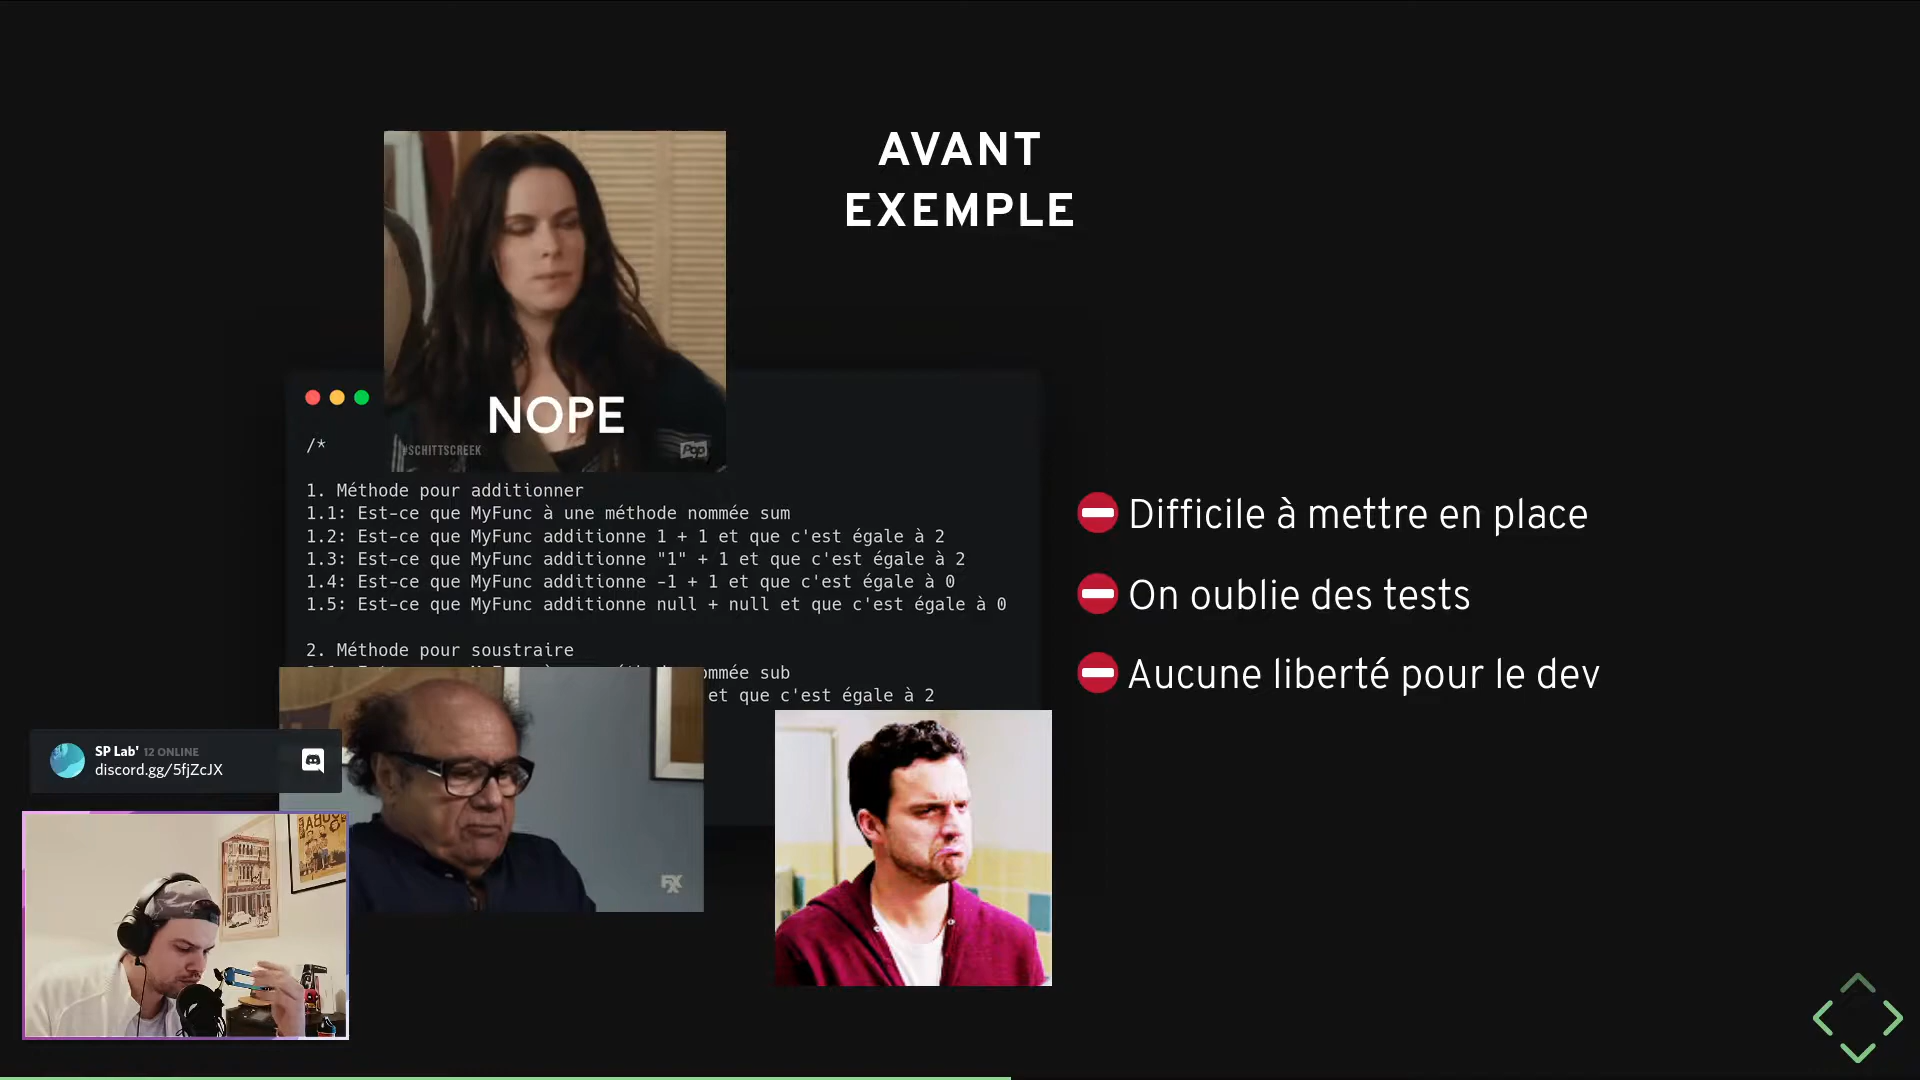 AVANT
EXEMPLE
NOPE
#SCHITTSCREEK
Pop
/*
1. Méthode pour additionner
1.1: Est-ce que MyFunc à une méthode nommée sum
1.2: Est-ce que MyFunc additionne 1 + 1 et que c'est égale à 2
1.3: Est-ce que MyFunc additionne "1" + 1 et que c'est égale à 2
1.4: Est-ce que MyFunc additionne -1 + 1 et que c'est égale à 0
1.5: Est-ce que MyFunc additionne null + null et que c'est égale à 0
2. Méthode pour soustraire
ommée sub
et que c'est égale à 2
Difficile à mettre en place
On oublie des tests
Aucune liberté pour le dev
SP Lab' 12 ONLINE
discord.gg/5fjZcJX
FX